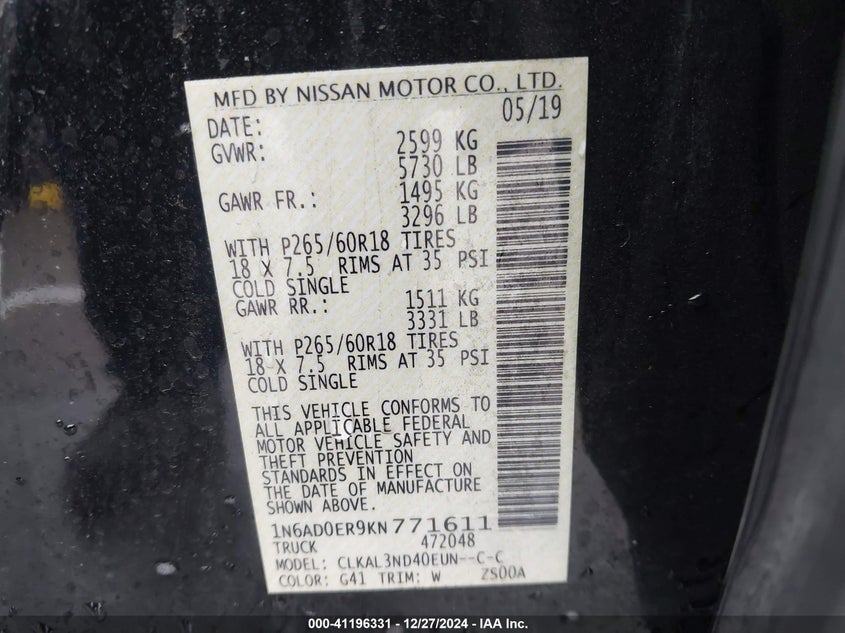 MFD BY NISSAN MOTOR CO., LTD.
DATE: 05/19
GVWR: 2599 KG
5730 LB
GAWR FR.: 1495 KG
3296 LB
WITH P265/60R18 TIRES
18 X 7.5 RIMS AT 35 PSI
COLD SINGLE
GAWR RR.: 1511 KG
3331 LB
WITH P265/60R18 TIRES
18 X 7.5 RIMS AT 35 PSI
COLD SINGLE
THIS VEHICLE CONFORMS TO
ALL APPLICABLE FEDERAL
MOTOR VEHICLE SAFETY AND
THEFT PREVENTION
STANDARDS IN EFFECT ON
THE DATE OF MANUFACTURE
SHOWN ABOVE.
1N6AD0ER9KN771611
TRUCK 472048
MODEL: CLKAL3ND40EUN--C-C
COLOR: G41 TRIM: W ZS00A
000-41196331 — 12/27/2024 — IAA Inc.